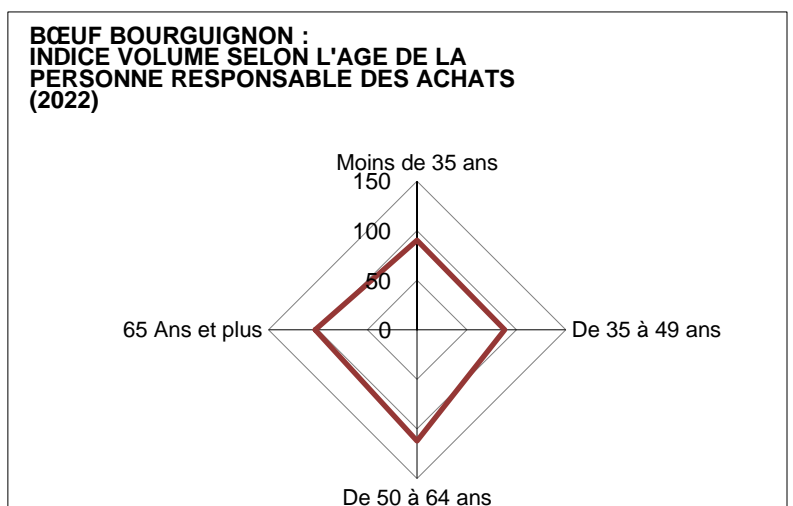 BŒUF BOURGUIGNON :
INDICE VOLUME SELON L'AGE DE LA
PERSONNE RESPONSABLE DES ACHATS
(2022)
Moins de 35 ans
150
100
50
65 Ans et plus
0
De 35 à 49 ans
De 50 à 64 ans